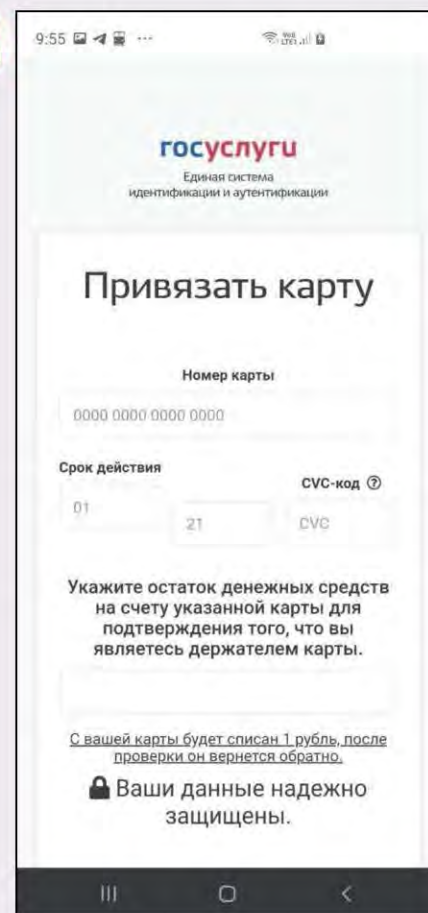 9:55
госуслуги
Единая система
идентификации и аутентификации
Привязать карту
Номер карты
0000 0000 0000 0000
Срок действия
CVC-код
01
21
CVC
Укажите остаток денежных средств
на счету указанной карты для
подтверждения того, что вы
являетесь держателем карты.
С вашей карты будет списан 1 рубль, после
проверки он вернется обратно.
Ваши данные надежно
защищены.